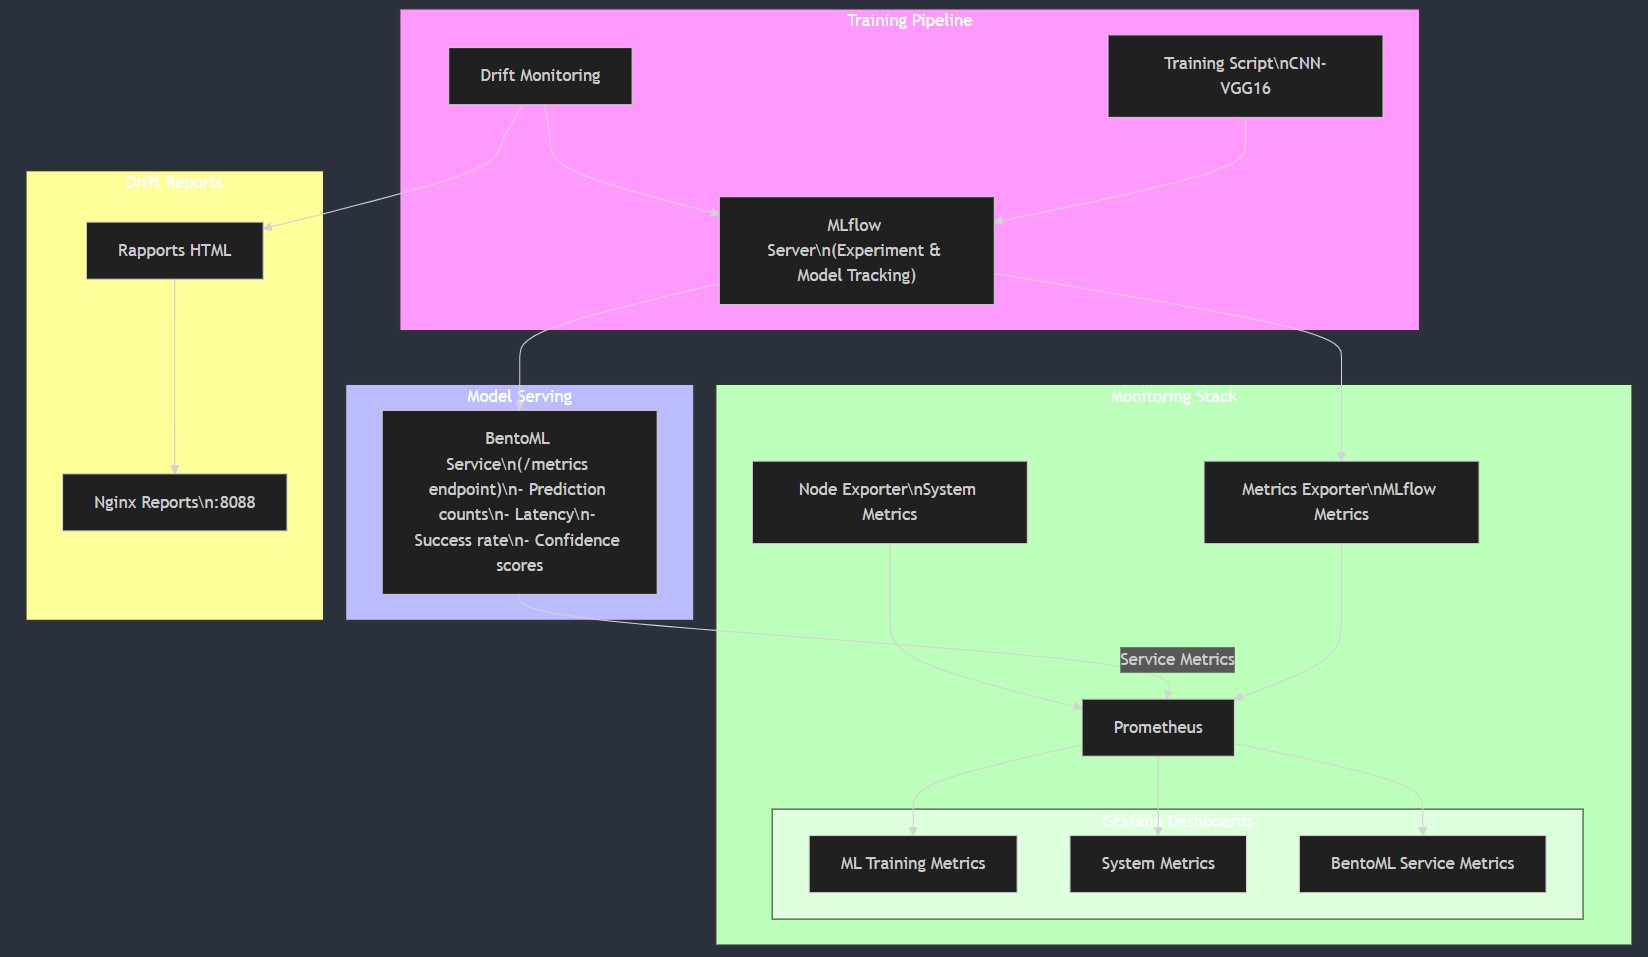 Training Pipeline
Drift Monitoring
Training Script\nCNN-
VGG16
Drift Reports
Rapports HTML
MLflow
Server\n(Experiment &
Model Tracking)
Model Serving
Monitoring Stack
BentoML
Service\n(/metrics
endpoint)\n- Prediction
counts\n- Latency\n-
Success rate\n- Confidence
scores
Nginx Reports\n:8088
Node Exporter\nSystem
Metrics
Metrics Exporter\nMLflow
Metrics
Service Metrics
Prometheus
Grafana Dashboards
ML Training Metrics
System Metrics
BentoML Service Metrics